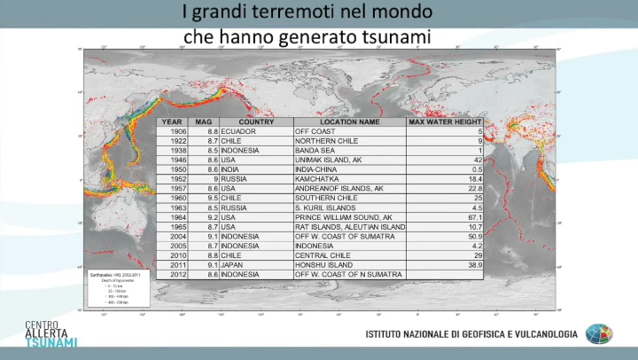 I grandi terremoti nel mondo
che hanno generato tsunami
YEAR MAG COUNTRY LOCATION NAME MAX WATER HEIGHT
1906 8.8 ECUADOR OFF COAST 5
1922 8.7 CHILE NORTHERN CHILE 9
1938 8.5 INDONESIA BANDA SEA 1
1946 8.6 USA UNIMAK ISLAND, AK 42
1950 8.6 INDIA INDIA-CHINA 0.5
1952 9 RUSSIA KAMCHATKA 18.4
1957 8.6 USA ANDREANOF ISLANDS, AK 22.8
1960 9.5 CHILE SOUTHERN CHILE 25
1963 8.5 RUSSIA S. KURIL ISLANDS 4.5
1964 9.2 USA PRINCE WILLIAM SOUND, AK 67.1
1965 8.7 USA RAT ISLANDS, ALEUTIAN ISLAND 10.7
2004 9.1 INDONESIA OFF W. COAST OF SUMATRA 50.9
2005 8.7 INDONESIA INDONESIA 4.2
2010 8.8 CHILE CENTRAL CHILE 29
2011 9.1 JAPAN HONSHU ISLAND 38.9
2012 8.6 INDONESIA OFF W. COAST OF N SUMATRA
CENTRO
ALLERTA
TSUNAMI
ISTITUTO NAZIONALE DI GEOFISICA E VULCANOLOGIA